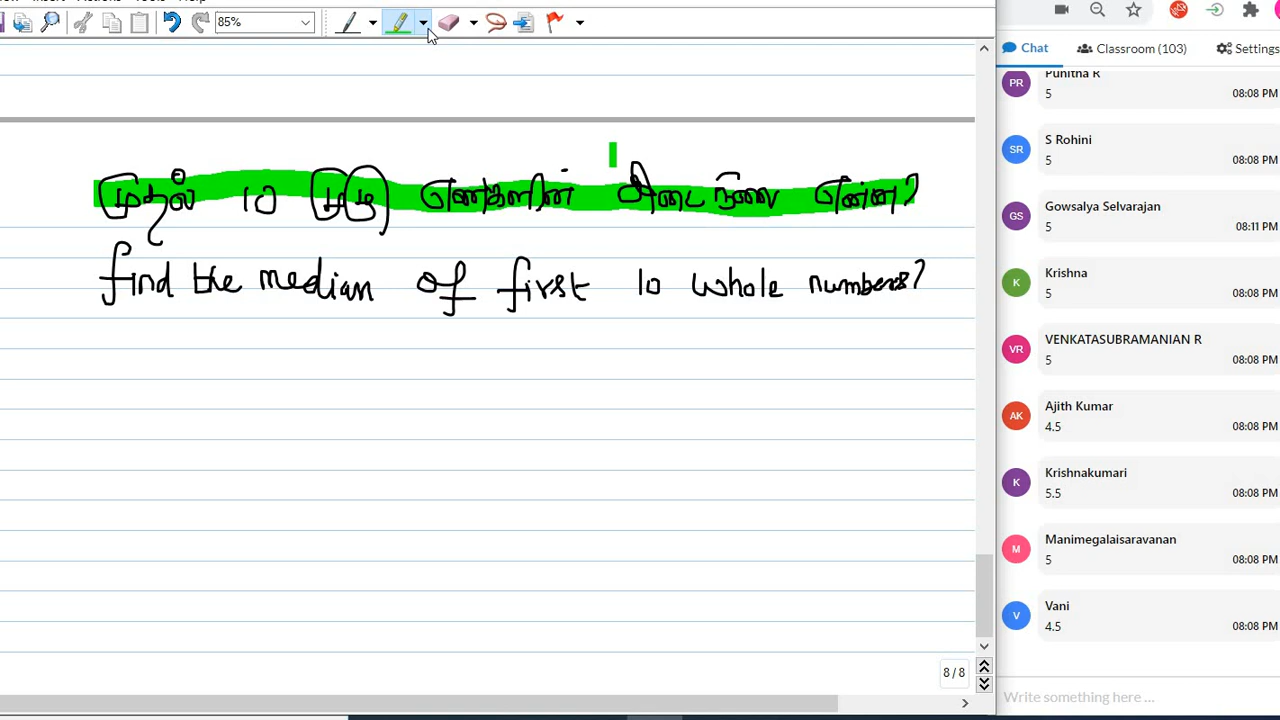 85%
முதல் 10 முழு எண்களின் இடைநிலை என்ன?
find the median of first 10 whole numbers?
8 / 8
Chat
Classroom (103)
Settings
PR
Punitha R
5
08:08 PM
SR
S Rohini
5
08:08 PM
GS
Gowsalya Selvarajan
5
08:11 PM
K
Krishna
5
08:08 PM
VR
VENKATASUBRAMANIAN R
5
08:08 PM
AK
Ajith Kumar
4.5
08:08 PM
K
Krishnakumari
5.5
08:08 PM
M
Manimegalaisaravanan
5
08:08 PM
V
Vani
4.5
08:08 PM
Write something here ...